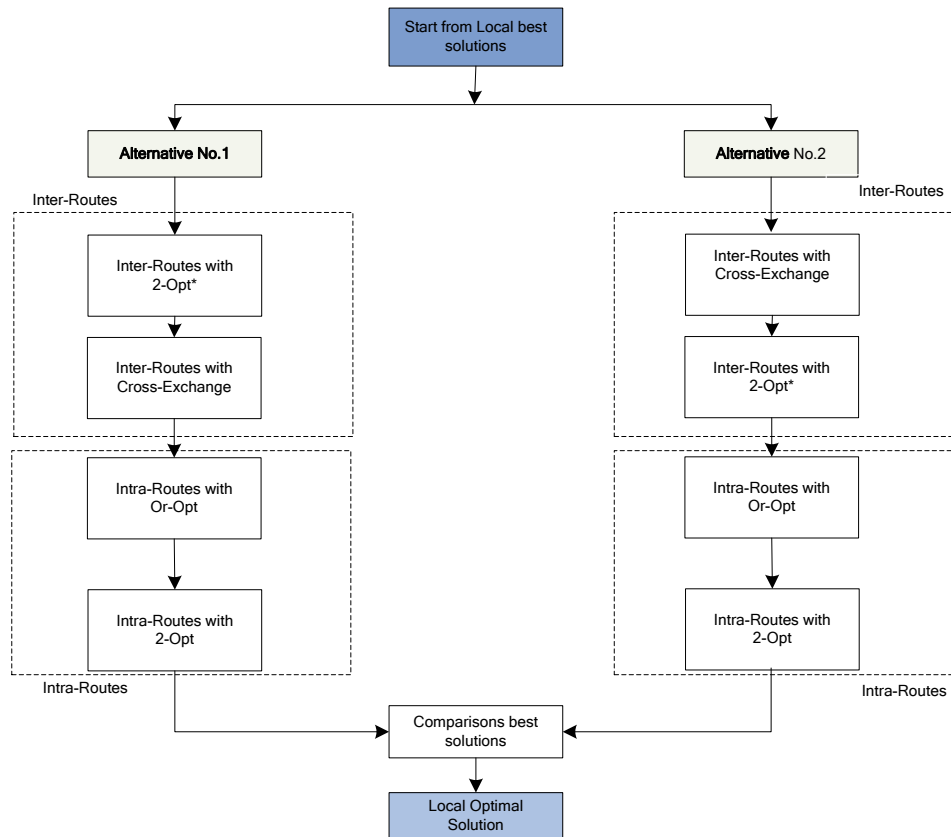 Start from Local best
solutions
Alternative No.1
Alternative No.2
Inter-Routes
Inter-Routes
Inter-Routes with
2-Opt*
Inter-Routes with
Cross-Exchange
Inter-Routes with
Cross-Exchange
Inter-Routes with
2-Opt*
Intra-Routes with
Or-Opt
Intra-Routes with
Or-Opt
Intra-Routes with
2-Opt
Intra-Routes with
2-Opt
Intra-Routes
Intra-Routes
Comparisons best
solutions
Local Optimal
Solution